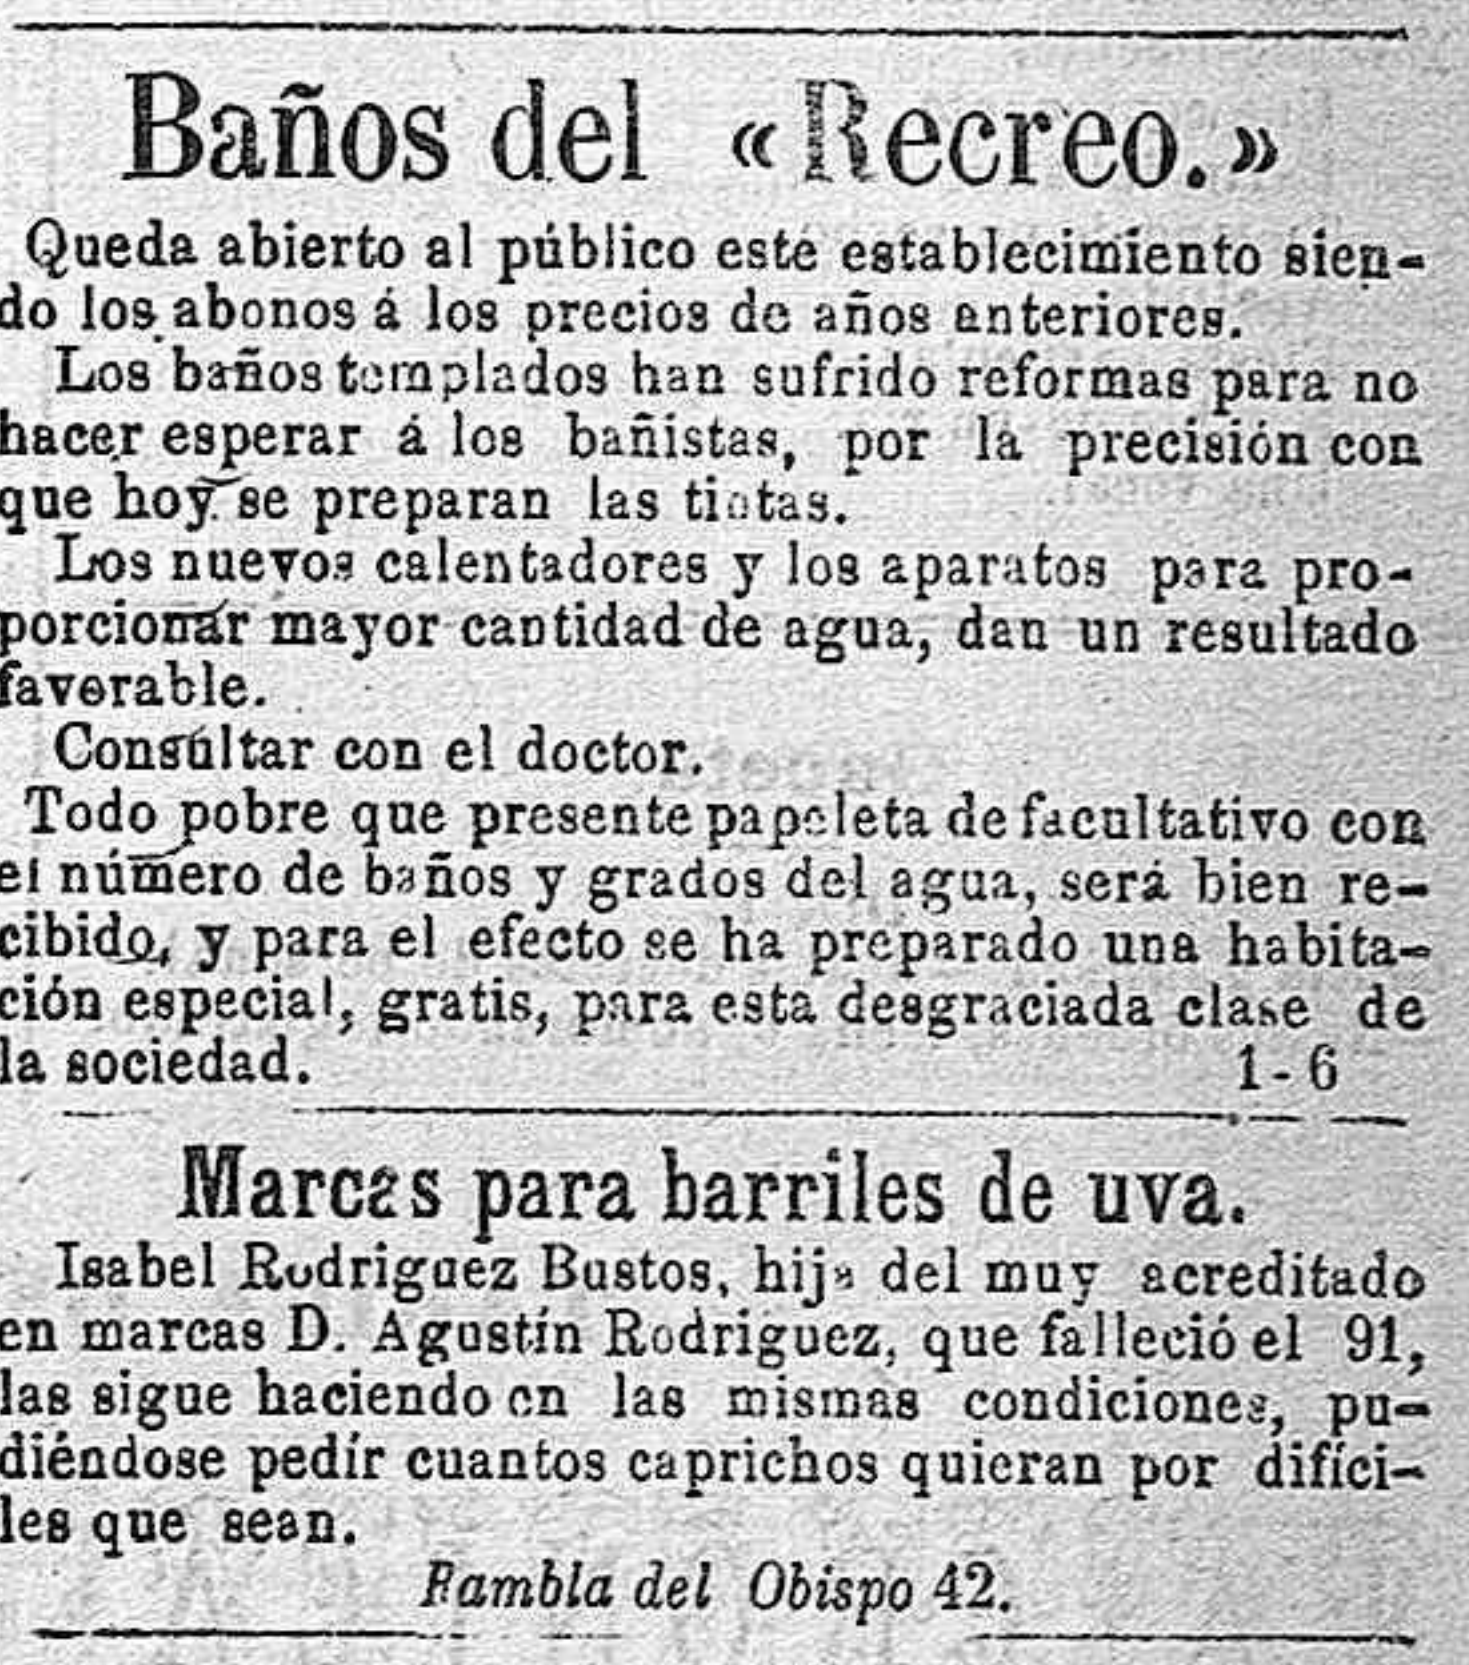 Baños del «Recreo.»
Queda abierto al público este establecimiento sien-
do los abonos á los precios de años anteriores.
Los baños templados han sufrido reformas para no
hacer esperar á los bañistas, por la precisión con
que hoy se preparan las tintas.
Los nuevos calentadores y los aparatos para pro-
porcionar mayor cantidad de agua, dan un resultado
favorable.
Consultar con el doctor.
Todo pobre que presente papeleta de facultativo con
el número de baños y grados del agua, será bien re-
cibido, y para el efecto se ha preparado una habita-
ción especial, gratis, para esta desgraciada clase de
la sociedad. 1-6
Marcas para barriles de uva.
Isabel Rodriguez Bustos, hija del muy acreditado
en marcas D. Agustín Rodriguez, que falleció el 91,
las sigue haciendo en las mismas condiciones, pu-
diéndose pedír cuantos caprichos quieran por difíci-
les que sean.
Rambla del Obispo 42.